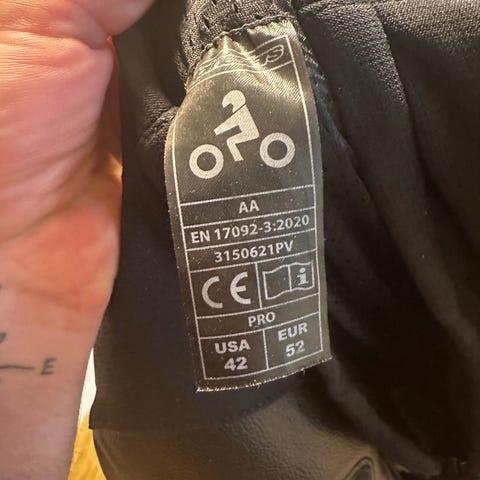 AA
EN 17092-3:2020
3150621PV
CE
i
PRO
USA
42
EUR
52
E